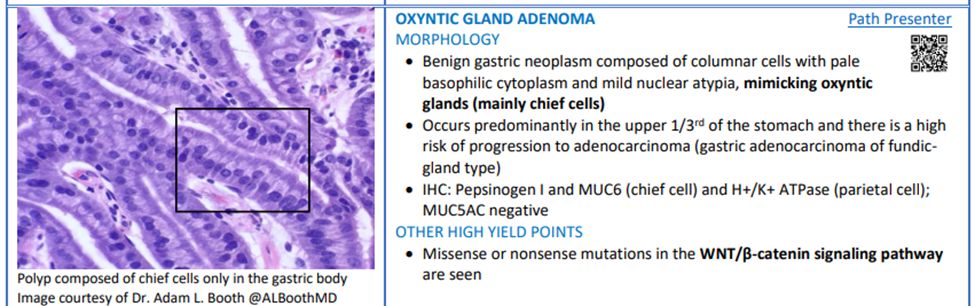 OXYNTIC GLAND ADENOMA
Path Presenter
MORPHOLOGY
• Benign gastric neoplasm composed of columnar cells with pale
basophilic cytoplasm and mild nuclear atypia, mimicking oxyntic
glands (mainly chief cells)
• Occurs predominantly in the upper 1/3rd of the stomach and there is a high
risk of progression to adenocarcinoma (gastric adenocarcinoma of fundic-
gland type)
• IHC: Pepsinogen I and MUC6 (chief cell) and H+/K+ ATPase (parietal cell);
MUC5AC negative
OTHER HIGH YIELD POINTS
• Missense or nonsense mutations in the WNT/β-catenin signaling pathway
are seen
Polyp composed of chief cells only in the gastric body
Image courtesy of Dr. Adam L. Booth @ALBoothMD